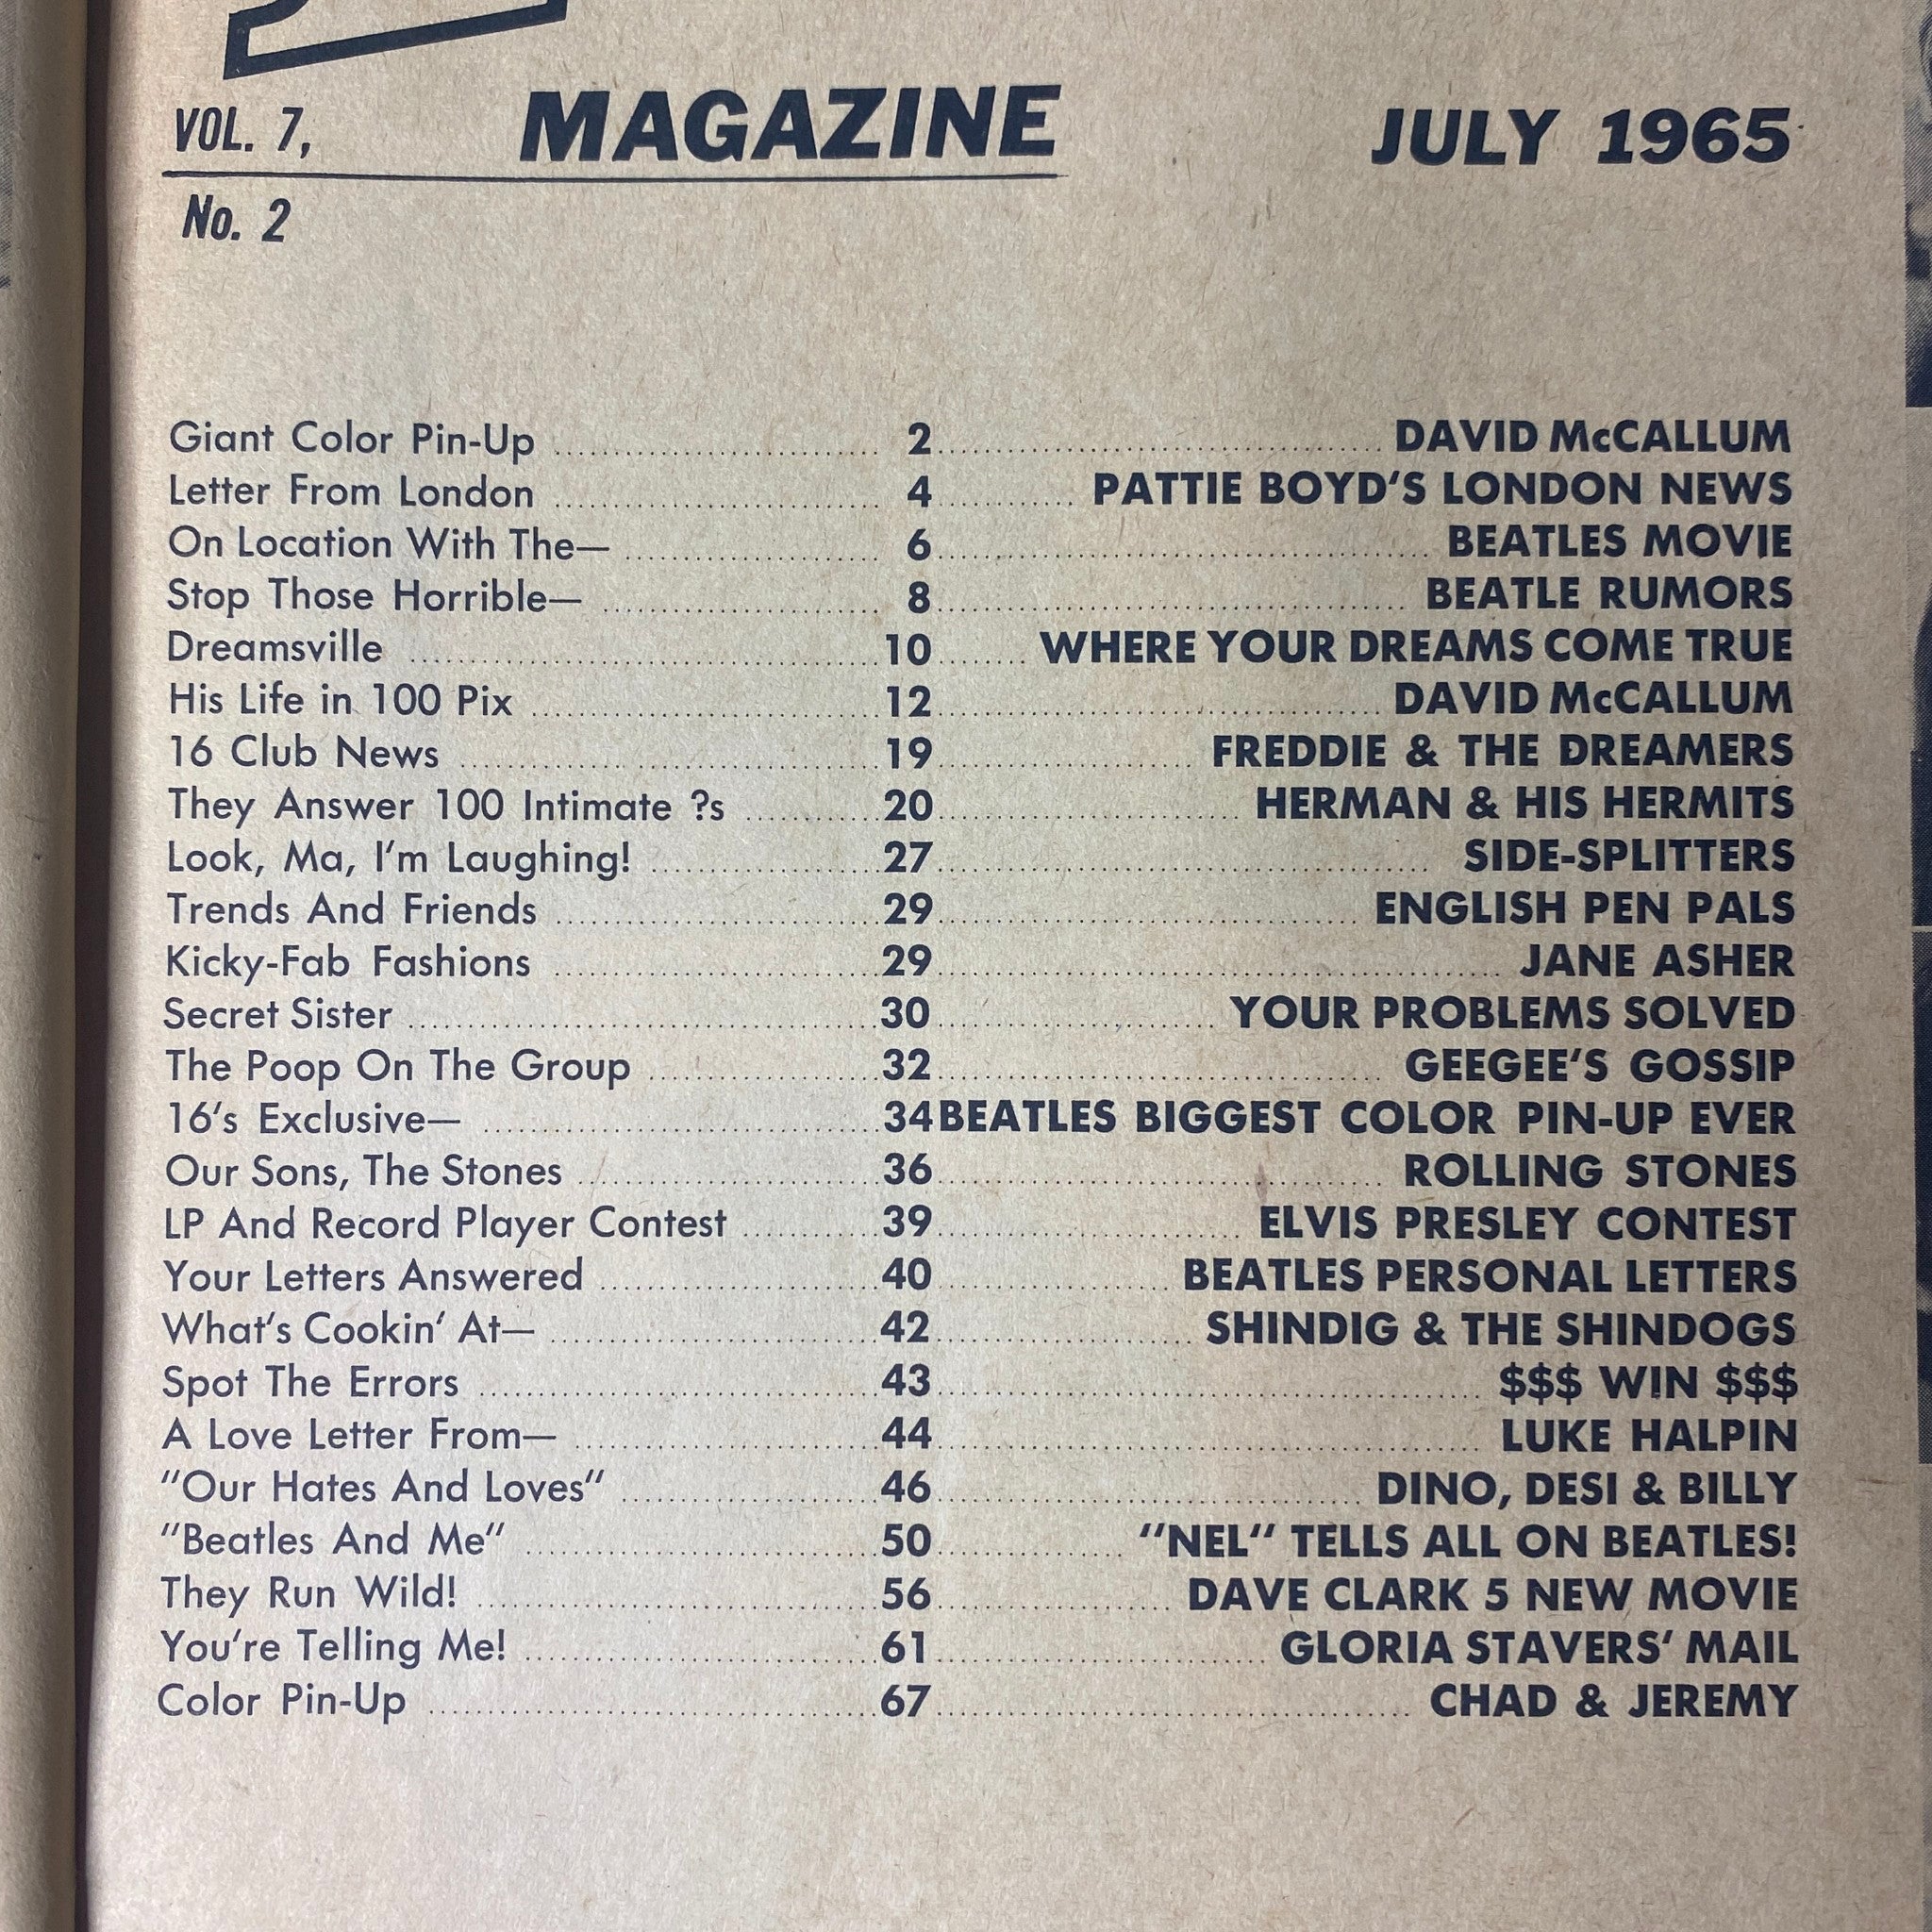 VOL. 7, MAGAZINE JULY 1965
No. 2
Giant Color Pin-Up 2 DAVID McCALLUM
Letter From London 4 PATTIE BOYD'S LONDON NEWS
On Location With The— 6 BEATLES MOVIE
Stop Those Horrible— 8 BEATLE RUMORS
Dreamsville 10 WHERE YOUR DREAMS COME TRUE
His Life in 100 Pix 12 DAVID McCALLUM
16 Club News 19 FREDDIE & THE DREAMERS
They Answer 100 Intimate ?s 20 HERMAN & HIS HERMITS
Look, Ma, I'm Laughing! 27 SIDE-SPLITTERS
Trends And Friends 29 ENGLISH PEN PALS
Kicky-Fab Fashions 29 JANE ASHER
Secret Sister 30 YOUR PROBLEMS SOLVED
The Poop On The Group 32 GEEGEE'S GOSSIP
16's Exclusive— 34 BEATLES BIGGEST COLOR PIN-UP EVER
Our Sons, The Stones 36 ROLLING STONES
LP And Record Player Contest 39 ELVIS PRESLEY CONTEST
Your Letters Answered 40 BEATLES PERSONAL LETTERS
What's Cookin' At— 42 SHINDIG & THE SHINDOGS
Spot The Errors 43 $$$ WIN $$$
A Love Letter From— 44 LUKE HALPIN
"Our Hates And Loves" 46 DINO, DESI & BILLY
"Beatles And Me" 50 "NEL" TELLS ALL ON BEATLES!
They Run Wild! 56 DAVE CLARK 5 NEW MOVIE
You're Telling Me! 61 GLORIA STAVERS' MAIL
Color Pin-Up 67 CHAD & JEREMY